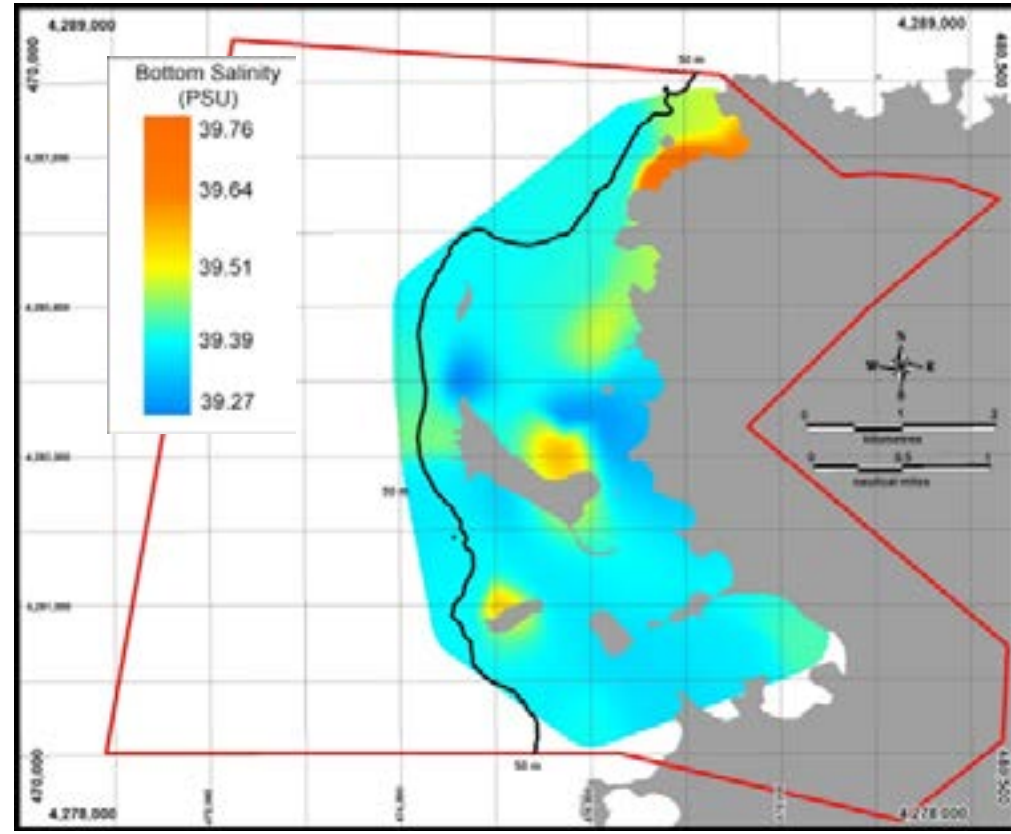 4,289,000
4,289,000
470,000
480,500
50 m
Bottom Salinity
(PSU)
39.76
39.64
39.51
39.39
39.27
N
W
E
S
0 1 2
kilometres
0 0.5 1
nautical miles
50 m
50 m
470,000
480,500
4,278,000
4,278,000